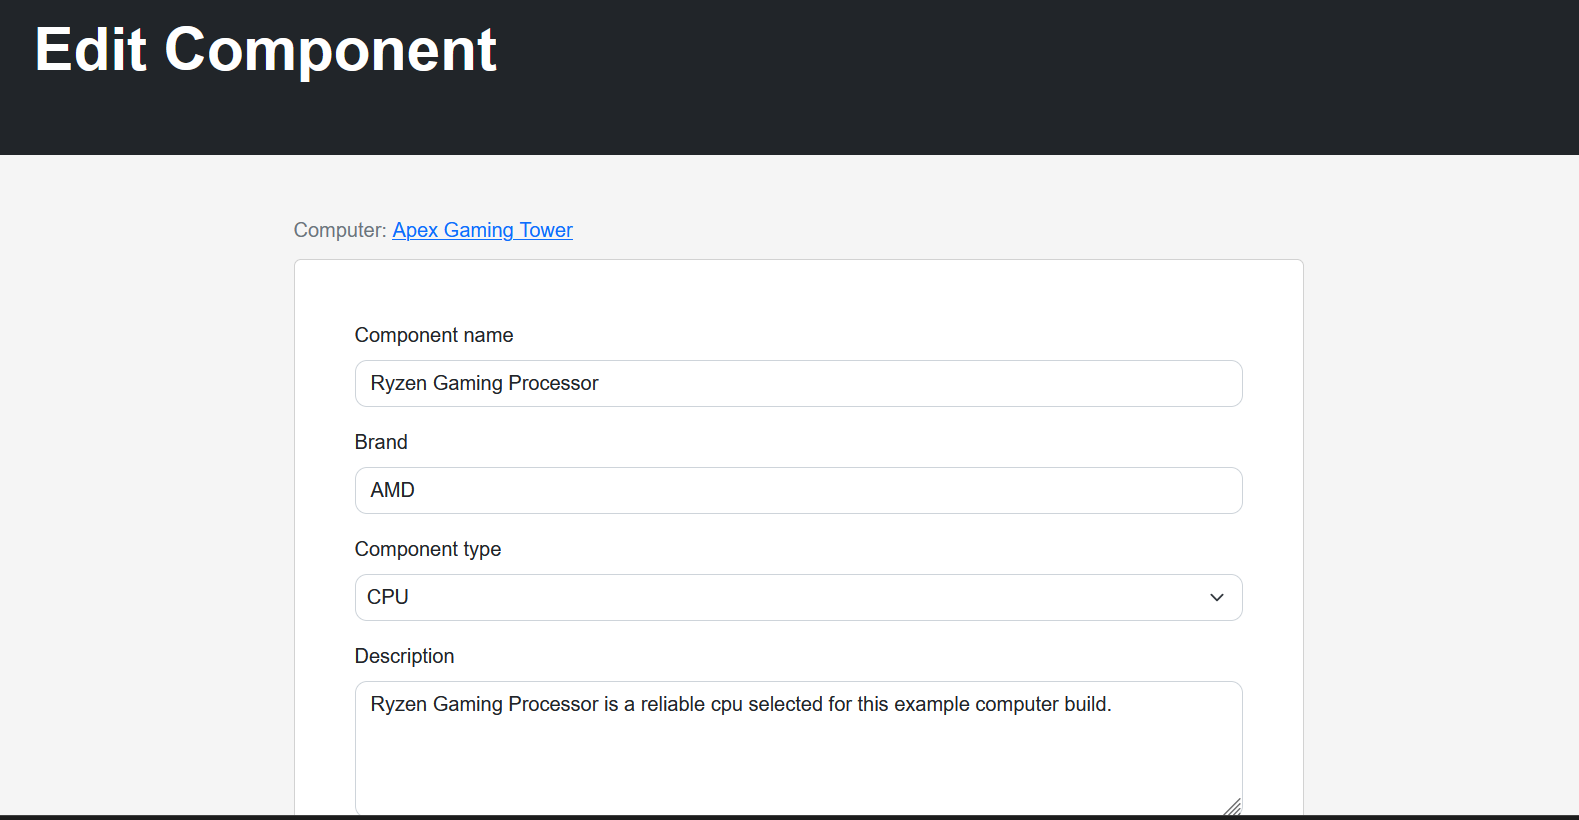 Edit Component
Computer: Apex Gaming Tower
Component name
Ryzen Gaming Processor
Brand
AMD
Component type
CPU
Description
Ryzen Gaming Processor is a reliable cpu selected for this example computer build.